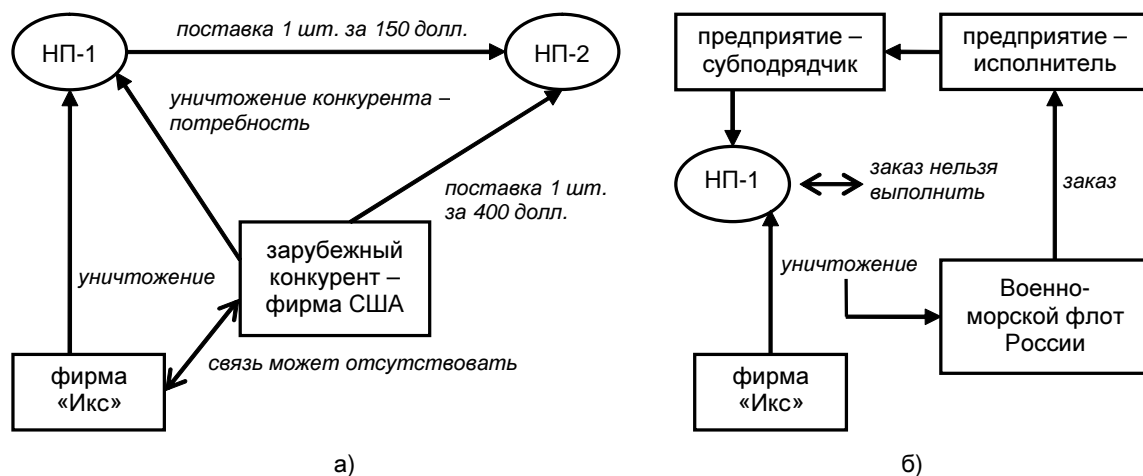 НП-1
поставка 1 шт. за 150 долл.
НП-2
уничтожение конкурента –
потребность
поставка 1 шт.
за 400 долл.
зарубежный
конкурент –
фирма США
уничтожение
связь может отсутствовать
фирма
«Икс»
а)
предприятие –
субподрядчик
предприятие –
исполнитель
НП-1
заказ нельзя
выполнить
заказ
уничтожение
Военно-
морской флот
России
фирма
«Икс»
б)